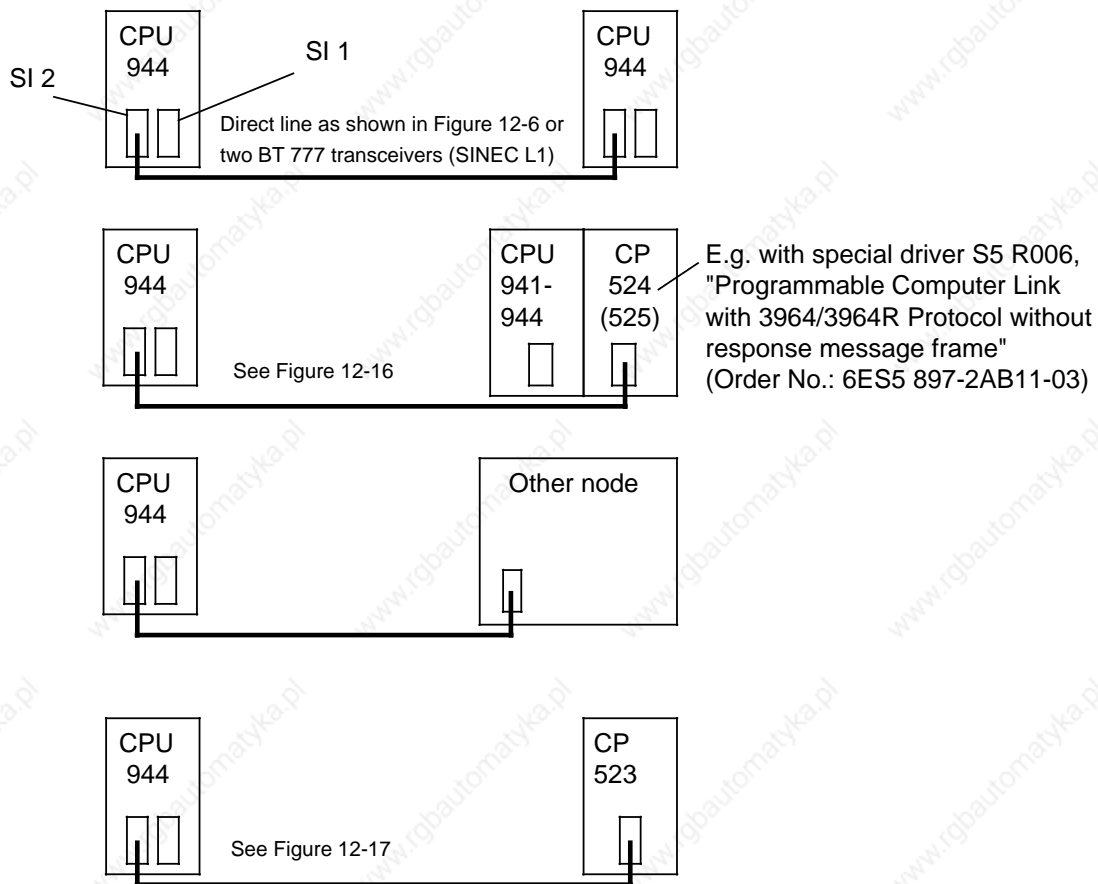 CPU
944
SI 1
SI 2
CPU
944
Direct line as shown in Figure 12-6 or
two BT 777 transceivers (SINEC L1)
CPU
944
CPU
941-
944
CP
524
(525)
E.g. with special driver S5 R006,
"Programmable Computer Link
with 3964/3964R Protocol without
response message frame"
(Order No.: 6ES5 897-2AB11-03)
See Figure 12-16
CPU
944
Other node
CPU
944
CP
523
See Figure 12-17
www.rgbautomatyka.pl